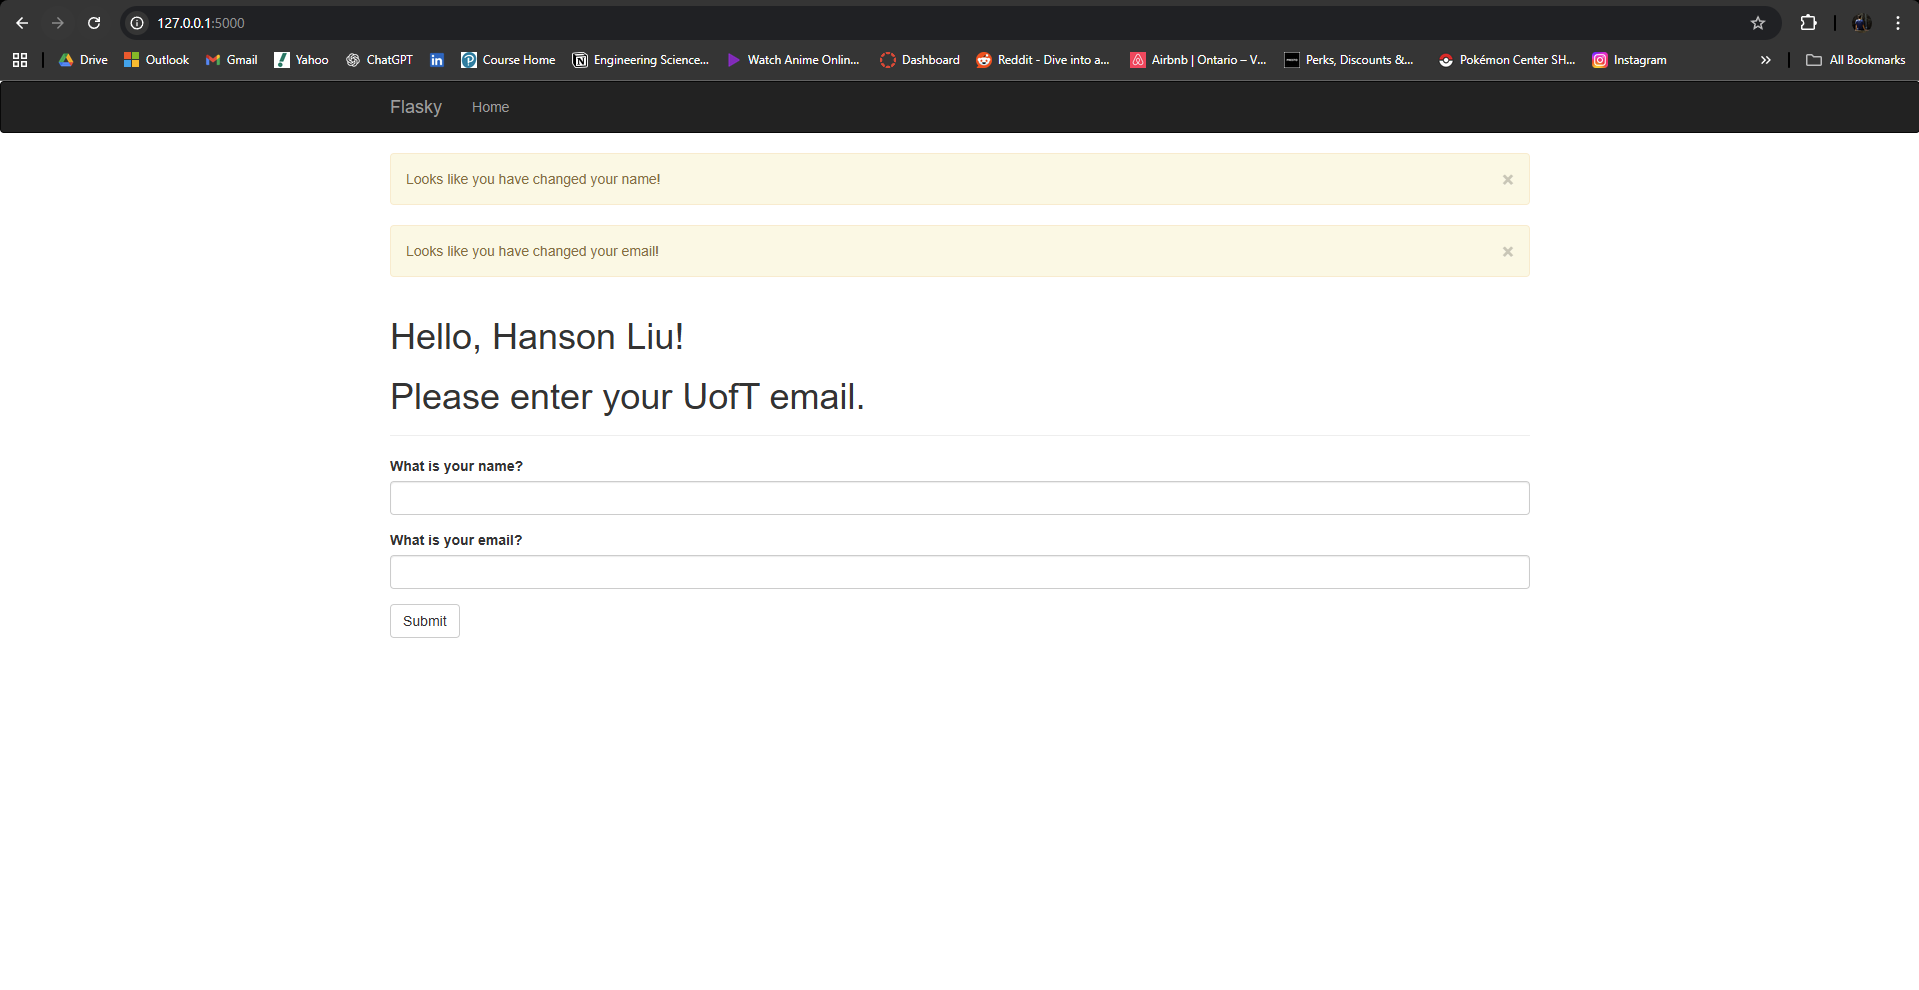 127.0.0.1:5000
Drive Outlook Gmail Yahoo ChatGPT Course Home Engineering Science... Watch Anime Onlin... Dashboard Reddit - Dive into a... Airbnb | Ontario – V... Perks, Discounts &... Pokémon Center SH... Instagram All Bookmarks
Flasky Home
Looks like you have changed your name! ×
Looks like you have changed your email! ×
Hello, Hanson Liu!
Please enter your UofT email.
What is your name?
What is your email?
Submit